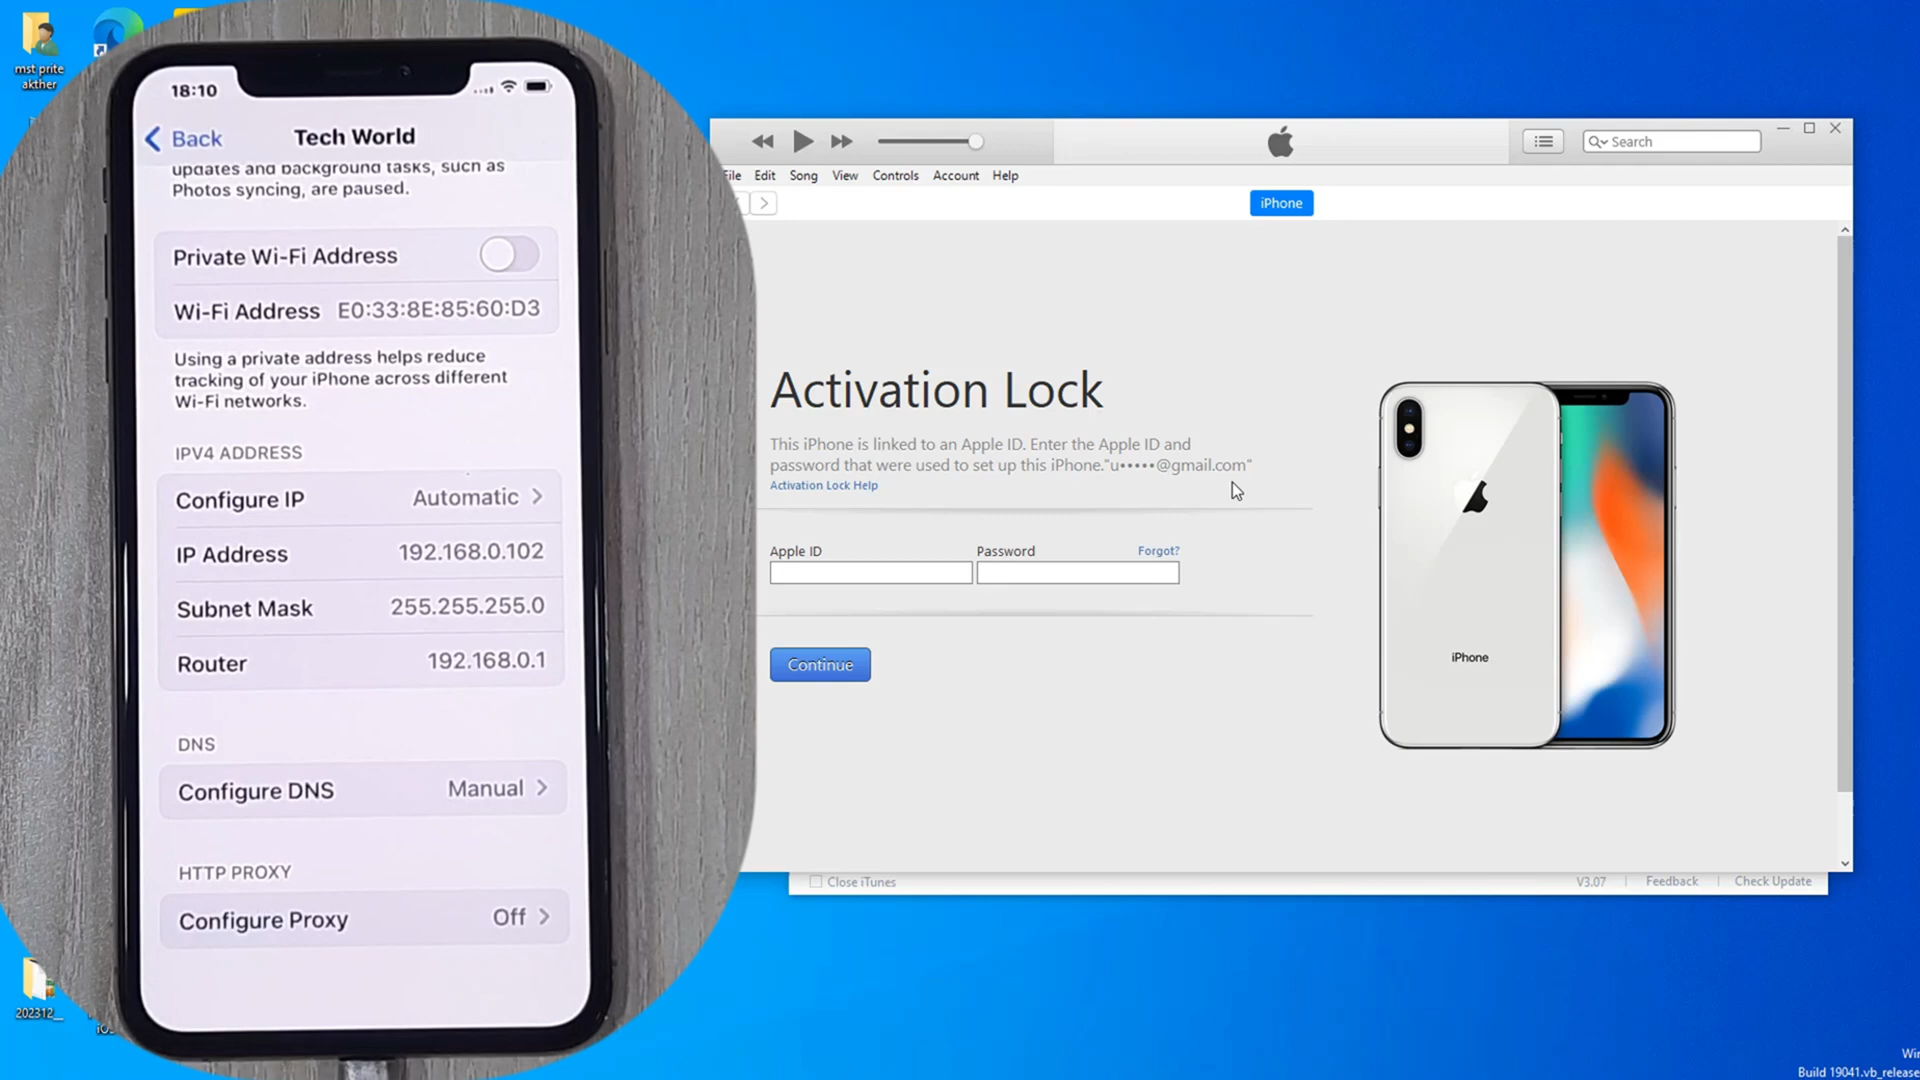 mst prite
akther
18:10
Back
Tech World
updates and background tasks, such as
Photos syncing, are paused.
Private Wi-Fi Address
Wi-Fi Address E0:33:8E:85:60:D3
Using a private address helps reduce
tracking of your iPhone across different
Wi-Fi networks.
IPV4 ADDRESS
Configure IP Automatic
IP Address 192.168.0.102
Subnet Mask 255.255.255.0
Router 192.168.0.1
DNS
Configure DNS Manual
HTTP PROXY
Configure Proxy Off
202312_
Search
File Edit Song View Controls Account Help
iPhone
Activation Lock
This iPhone is linked to an Apple ID. Enter the Apple ID and
password that were used to set up this iPhone."u•••••@gmail.com"
Activation Lock Help
Apple ID Password Forgot?
Continue
iPhone
Close iTunes V3.07 Feedback Check Update
Build 19041.vb_release